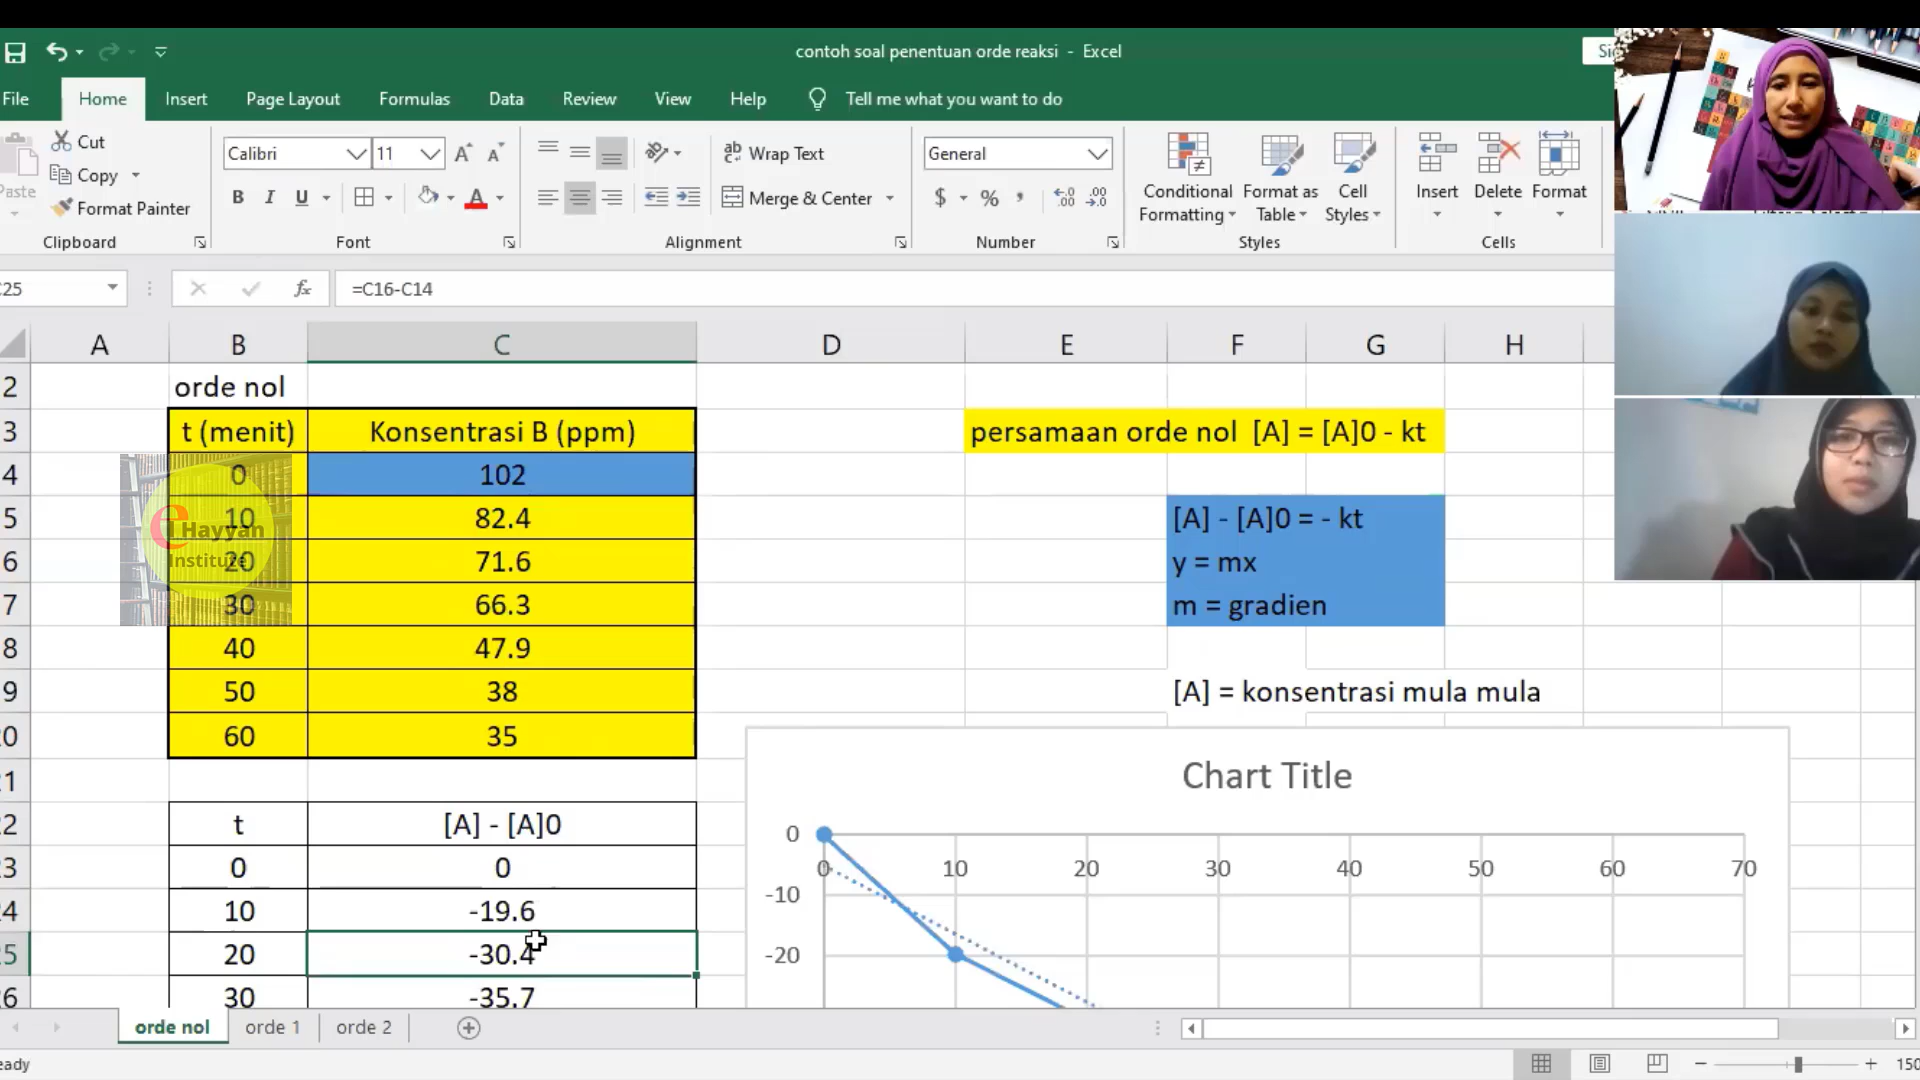 contoh soal penentuan orde reaksi - Excel
File Home Insert Page Layout Formulas Data Review View Help Tell me what you want to do
Cut
Copy
Paste
Format Painter
Clipboard
Calibri 11
B I U
Font
Wrap Text
Merge & Center
Alignment
General
$ % ,
Number
Conditional Formatting
Format as Table
Cell Styles
Styles
Insert Delete Format
Cells
=C16-C14
A B C D E F G H
orde nol
t (menit) Konsentrasi B (ppm)
persamaan orde nol [A] = [A]0 - kt
0 102
10 82.4
[A] - [A]0 = - kt
20 71.6
y = mx
30 66.3
m = gradien
40 47.9
50 38
[A] = konsentrasi mula mula
60 35
el Hayyan
Institute
t [A] - [A]0
0 0
10 -19.6
20 -30.4
30 -35.7
Chart Title
0
0 10 20 30 40 50 60 70
-10
-20
orde nol orde 1 orde 2